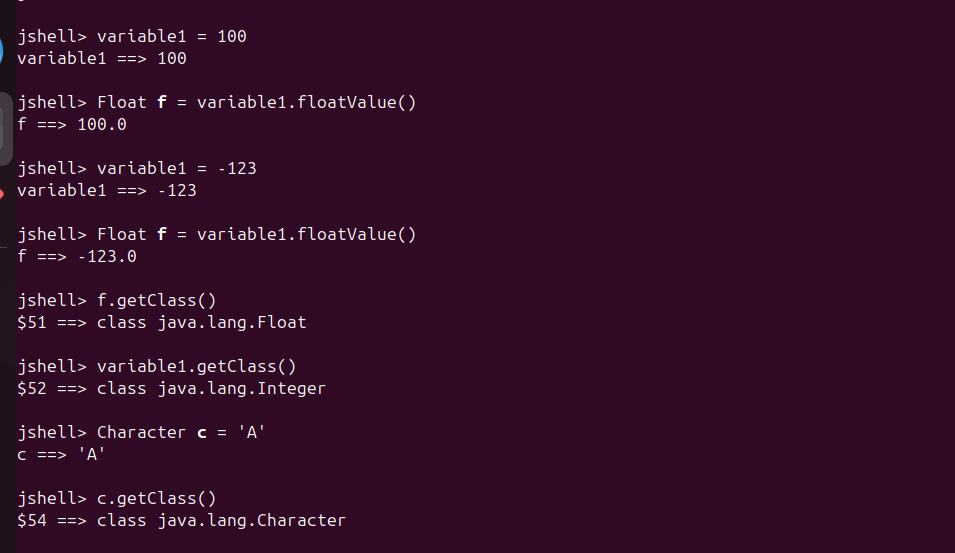 jshell> variable1 = 100
variable1 ==> 100
jshell> Float f = variable1.floatValue()
f ==> 100.0
jshell> variable1 = -123
variable1 ==> -123
jshell> Float f = variable1.floatValue()
f ==> -123.0
jshell> f.getClass()
$51 ==> class java.lang.Float
jshell> variable1.getClass()
$52 ==> class java.lang.Integer
jshell> Character c = 'A'
c ==> 'A'
jshell> c.getClass()
$54 ==> class java.lang.Character